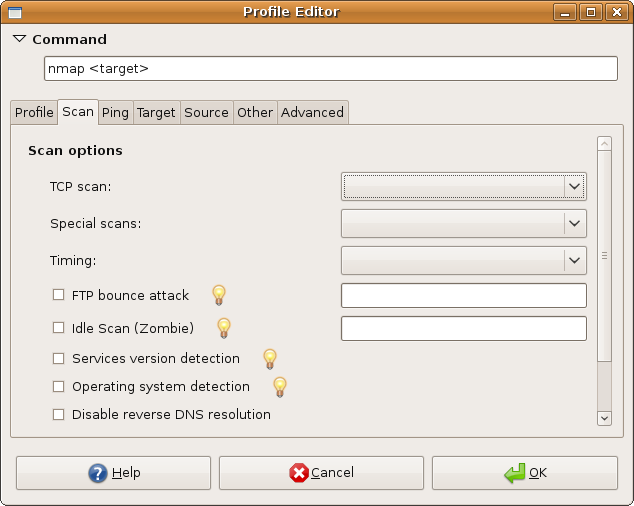 Profile Editor
Command
nmap <target>
Profile Scan Ping Target Source Other Advanced
Scan options
TCP scan:
Special scans:
Timing:
FTP bounce attack
Idle Scan (Zombie)
Services version detection
Operating system detection
Disable reverse DNS resolution
Help Cancel OK